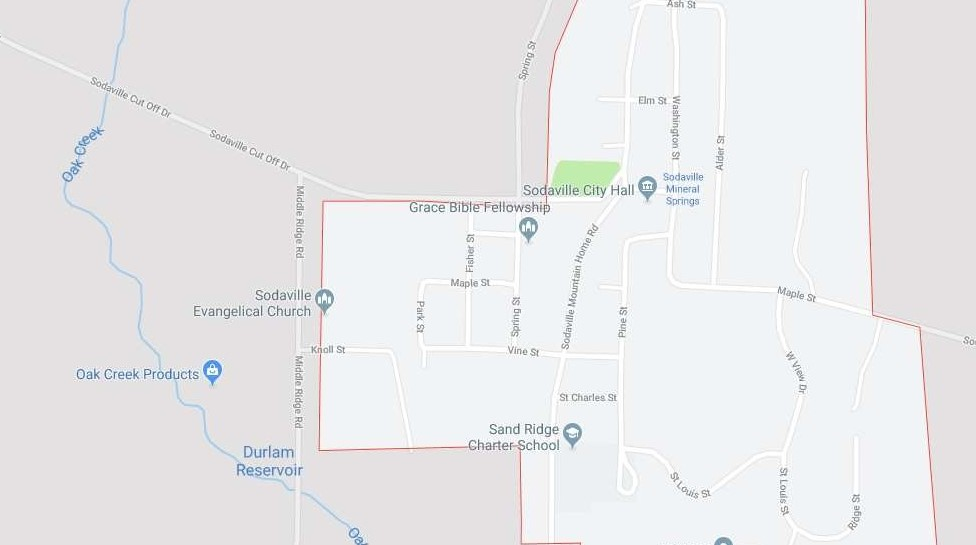 Ash St
Spring St
Sodaville Cut Off Dr
Elm St
Washington St
Alder St
Oak Creek
Sodaville Cut Off Dr
Sodaville City Hall
Sodaville
Mineral
Springs
Middle Ridge Rd
Grace Bible Fellowship
Fisher St
Sodaville Mountain Home Rd
Maple St
Maple St
Sodaville
Evangelical Church
Park St
Spring St
Pine St
So
Knoll St
Vine St
Oak Creek Products
Middle Ridge Rd
W View Dr
St Charles St
Sand Ridge
Charter School
Durlam
Reservoir
St Louis St
St Louis St
Ridge St
Oak